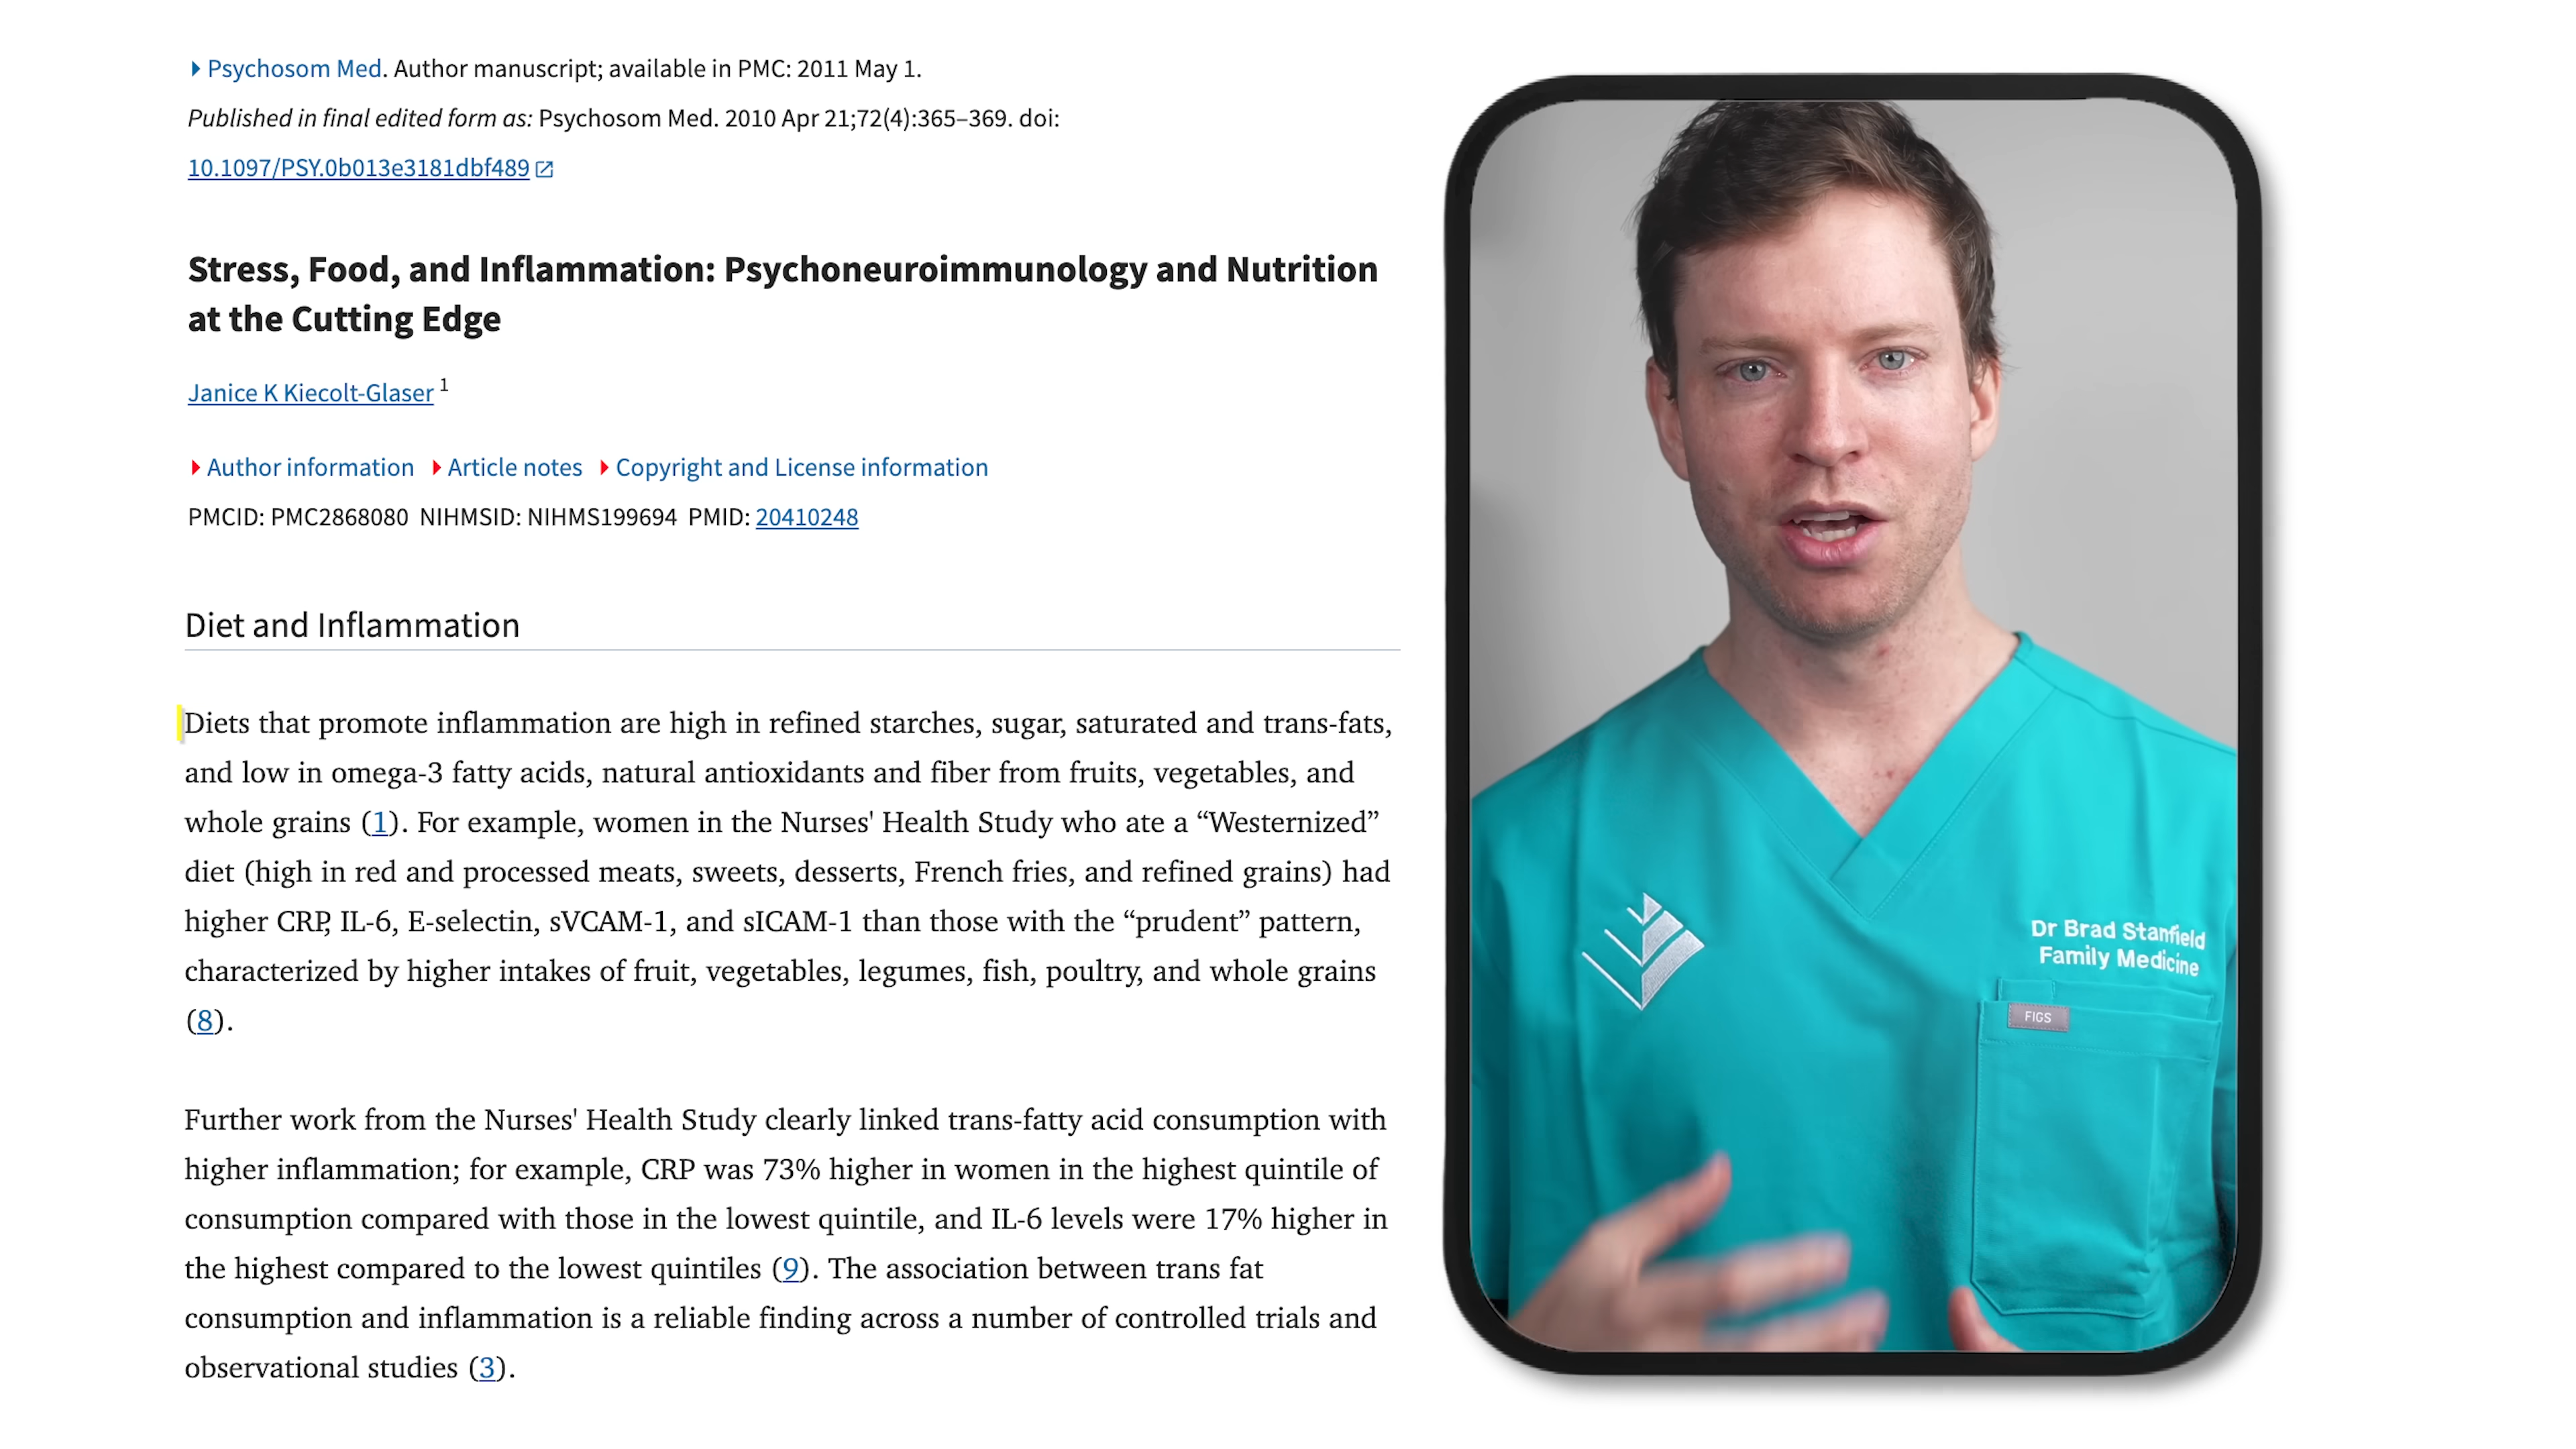 Psychosom Med. Author manuscript; available in PMC: 2011 May 1.
Published in final edited form as: Psychosom Med. 2010 Apr 21;72(4):365–369. doi:
10.1097/PSY.0b013e3181dbf489
Stress, Food, and Inflammation: Psychoneuroimmunology and Nutrition
at the Cutting Edge
Janice K Kiecolt-Glaser 1
Author information Article notes Copyright and License information
PMCID: PMC2868080 NIHMSID: NIHMS199694 PMID: 20410248
Diet and Inflammation
Diets that promote inflammation are high in refined starches, sugar, saturated and trans-fats,
and low in omega-3 fatty acids, natural antioxidants and fiber from fruits, vegetables, and
whole grains (1). For example, women in the Nurses' Health Study who ate a “Westernized”
diet (high in red and processed meats, sweets, desserts, French fries, and refined grains) had
higher CRP, IL-6, E-selectin, sVCAM-1, and sICAM-1 than those with the “prudent” pattern,
characterized by higher intakes of fruit, vegetables, legumes, fish, poultry, and whole grains
(8).
Further work from the Nurses' Health Study clearly linked trans-fatty acid consumption with
higher inflammation; for example, CRP was 73% higher in women in the highest quintile of
consumption compared with those in the lowest quintile, and IL-6 levels were 17% higher in
the highest compared to the lowest quintiles (9). The association between trans fat
consumption and inflammation is a reliable finding across a number of controlled trials and
observational studies (3).
Dr Brad Stanfield
Family Medicine
FIGS